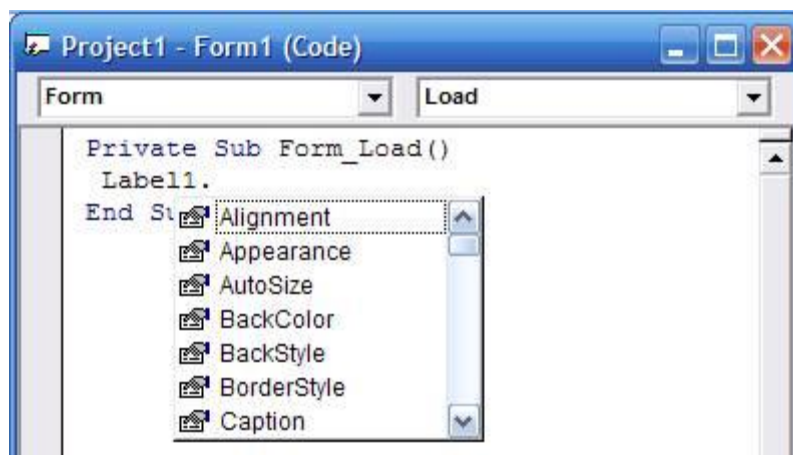 Project1 - Form1 (Code)
Form Load
Private Sub Form_Load()
Label1.
End Su
Alignment
Appearance
AutoSize
BackColor
BackStyle
BorderStyle
Caption